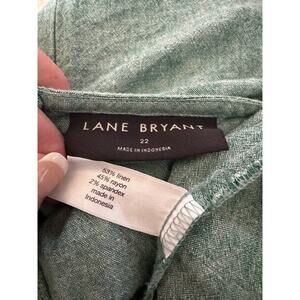 LANE BRYANT
22
MADE IN INDONESIA
53% linen
45% rayon
2% spandex
made in
Indonesia